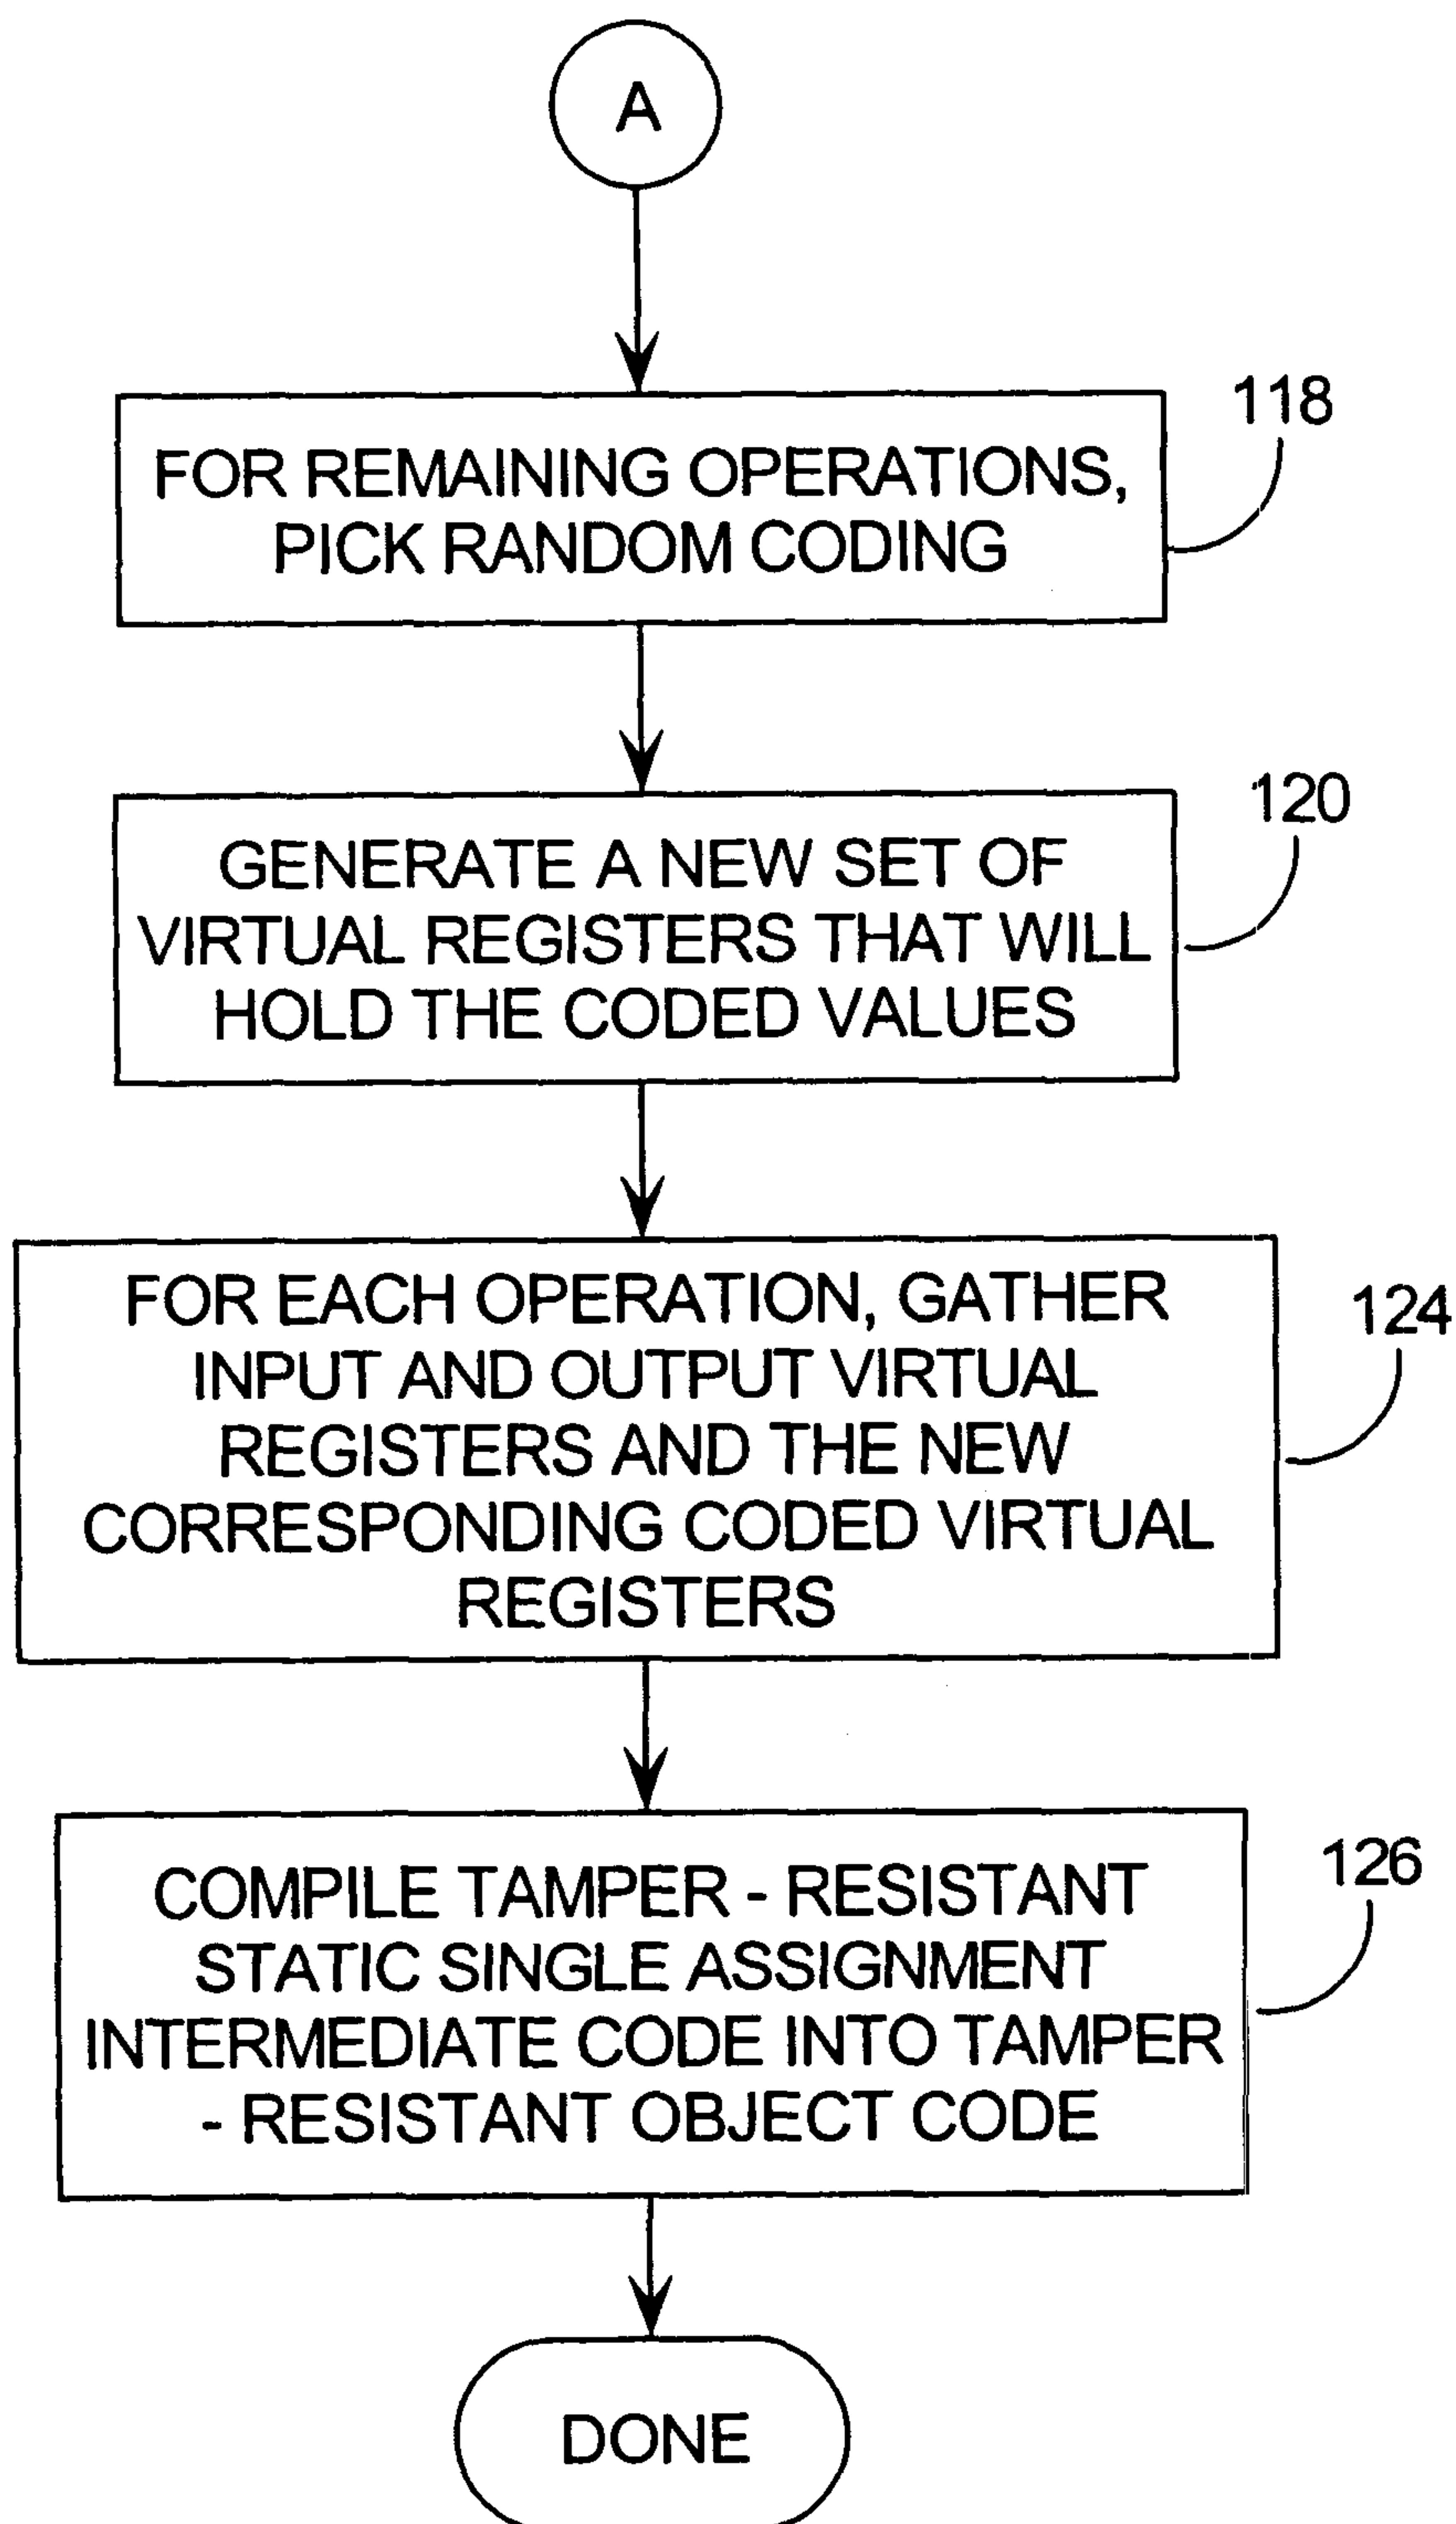 A
118
FOR REMAINING OPERATIONS,
PICK RANDOM CODING
120
GENERATE A NEW SET OF
VIRTUAL REGISTERS THAT WILL
HOLD THE CODED VALUES
124
FOR EACH OPERATION, GATHER
INPUT AND OUTPUT VIRTUAL
REGISTERS AND THE NEW
CORRESPONDING CODED VIRTUAL
REGISTERS
126
COMPILE TAMPER - RESISTANT
STATIC SINGLE ASSIGNMENT
INTERMEDIATE CODE INTO TAMPER
- RESISTANT OBJECT CODE
DONE